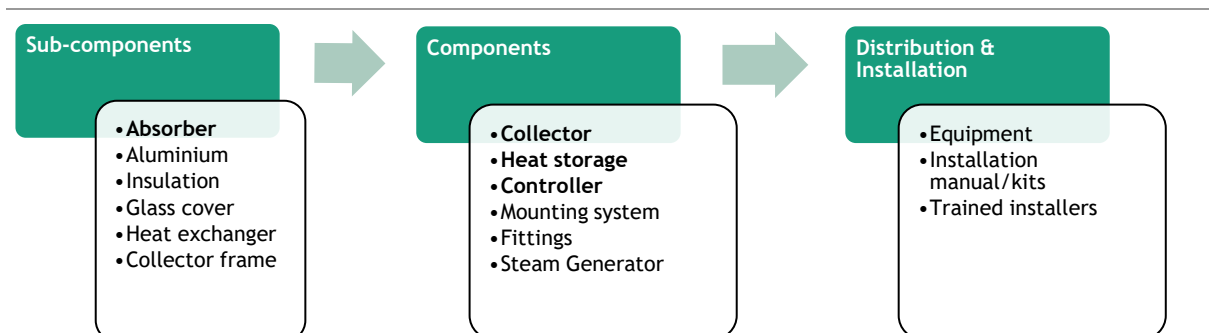 Sub-components
•Absorber
•Aluminium
•Insulation
•Glass cover
•Heat exchanger
•Collector frame
Components
•Collector
•Heat storage
•Controller
•Mounting system
•Fittings
•Steam Generator
Distribution &
Installation
•Equipment
•Installation
manual/kits
•Trained installers